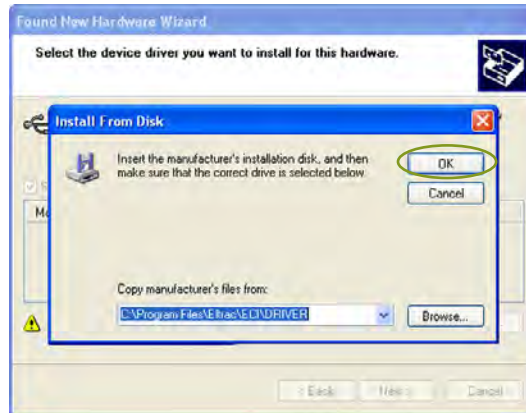 Found New Hardware Wizard
Select the device driver you want to install for this hardware.
Install From Disk
Insert the manufacturer's installation disk, and then
make sure that the correct drive is selected below.
OK
Cancel
Copy manufacturer's files from:
C:\Program Files\Eltrac\ECI\DRIVER
Browse...
< Back
Next >
Cancel